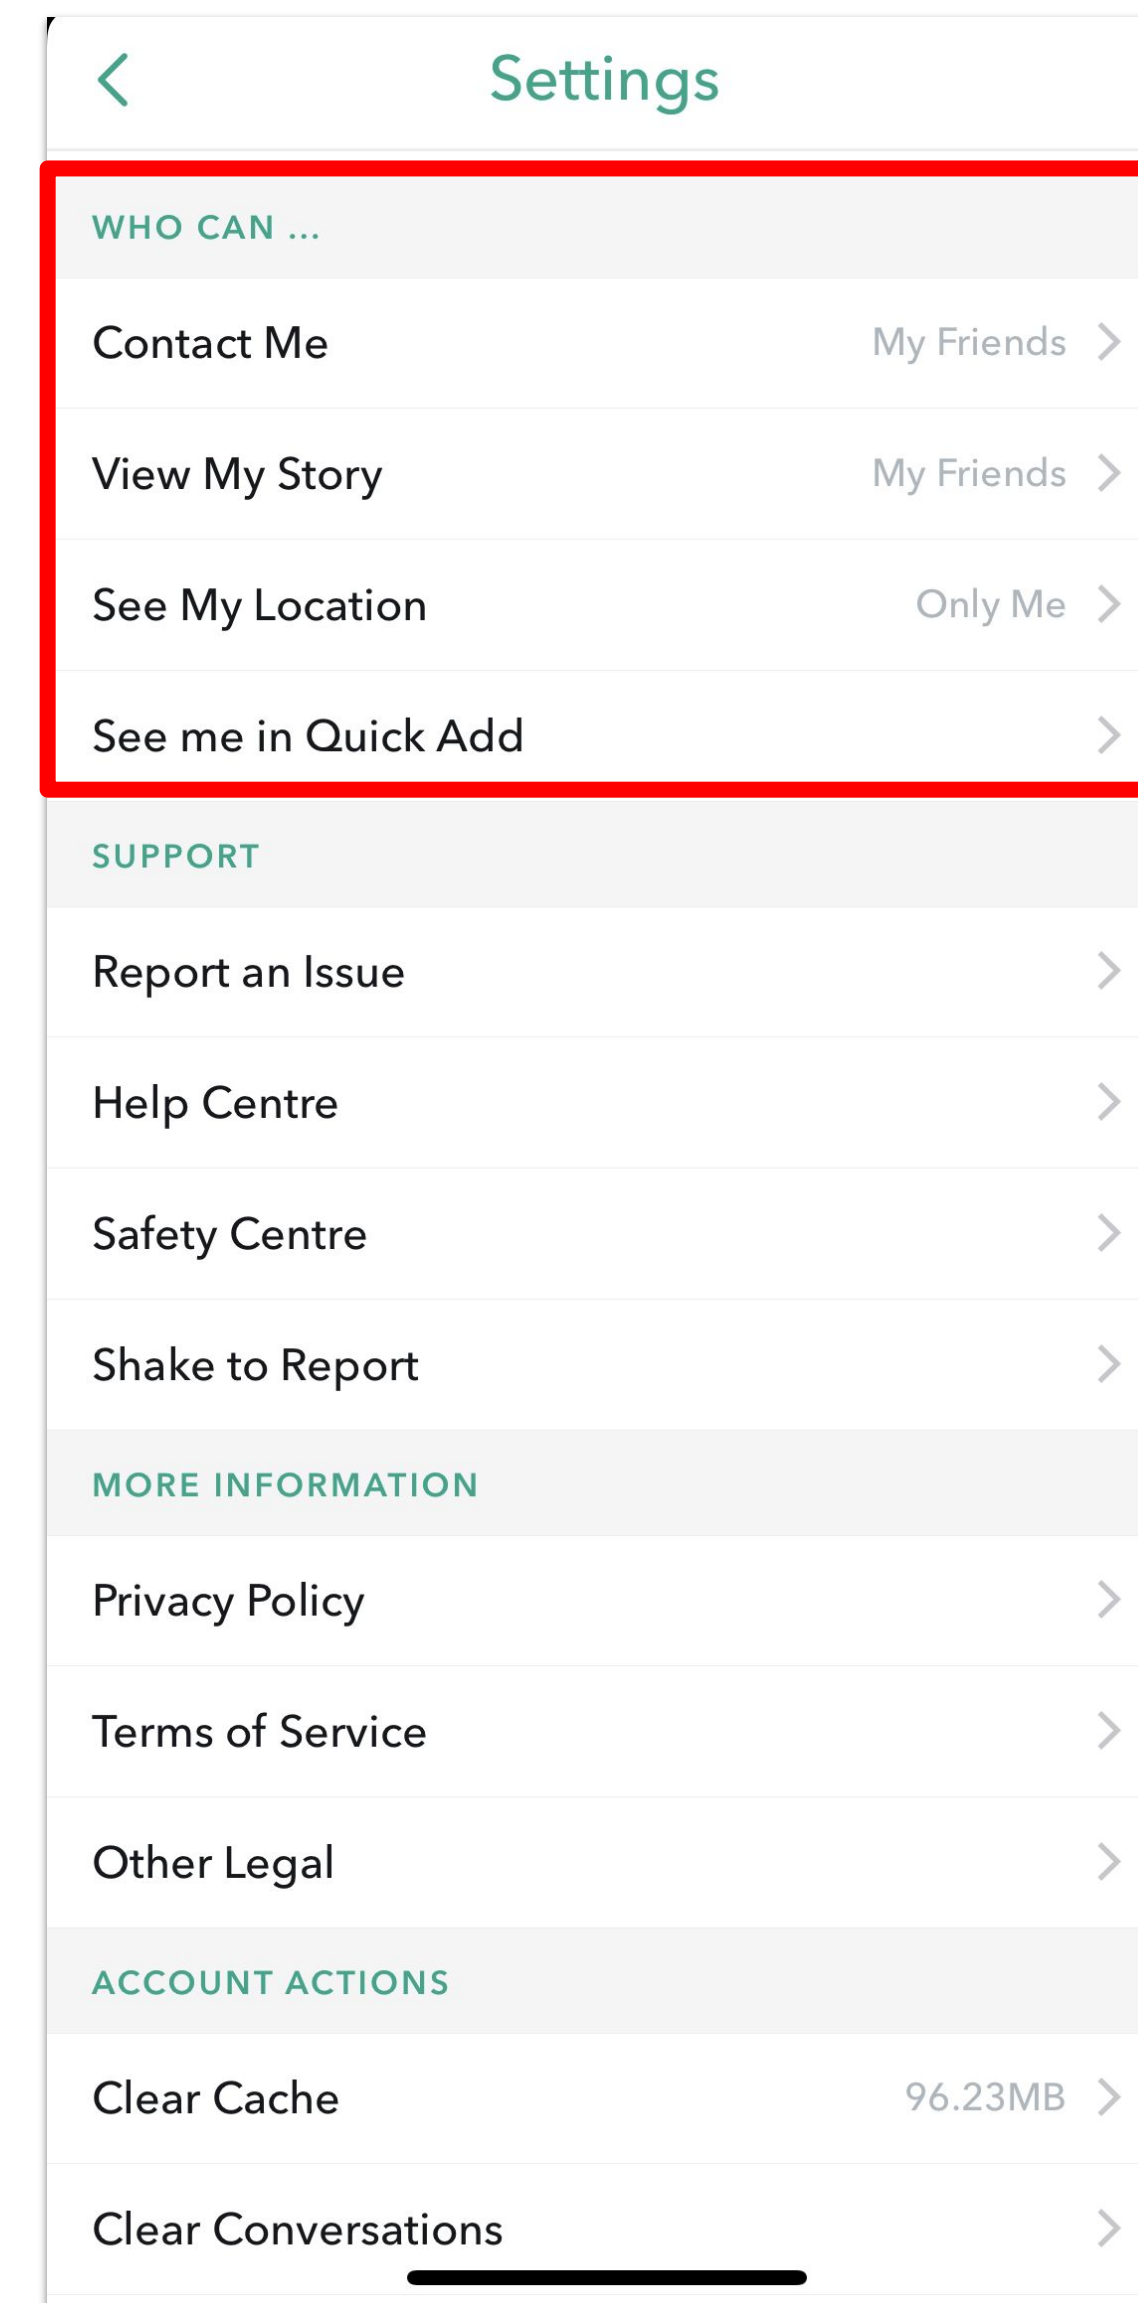 Settings
WHO CAN ...
Contact Me My Friends
View My Story My Friends
See My Location Only Me
See me in Quick Add
SUPPORT
Report an Issue
Help Centre
Safety Centre
Shake to Report
MORE INFORMATION
Privacy Policy
Terms of Service
Other Legal
ACCOUNT ACTIONS
Clear Cache 96.23MB
Clear Conversations